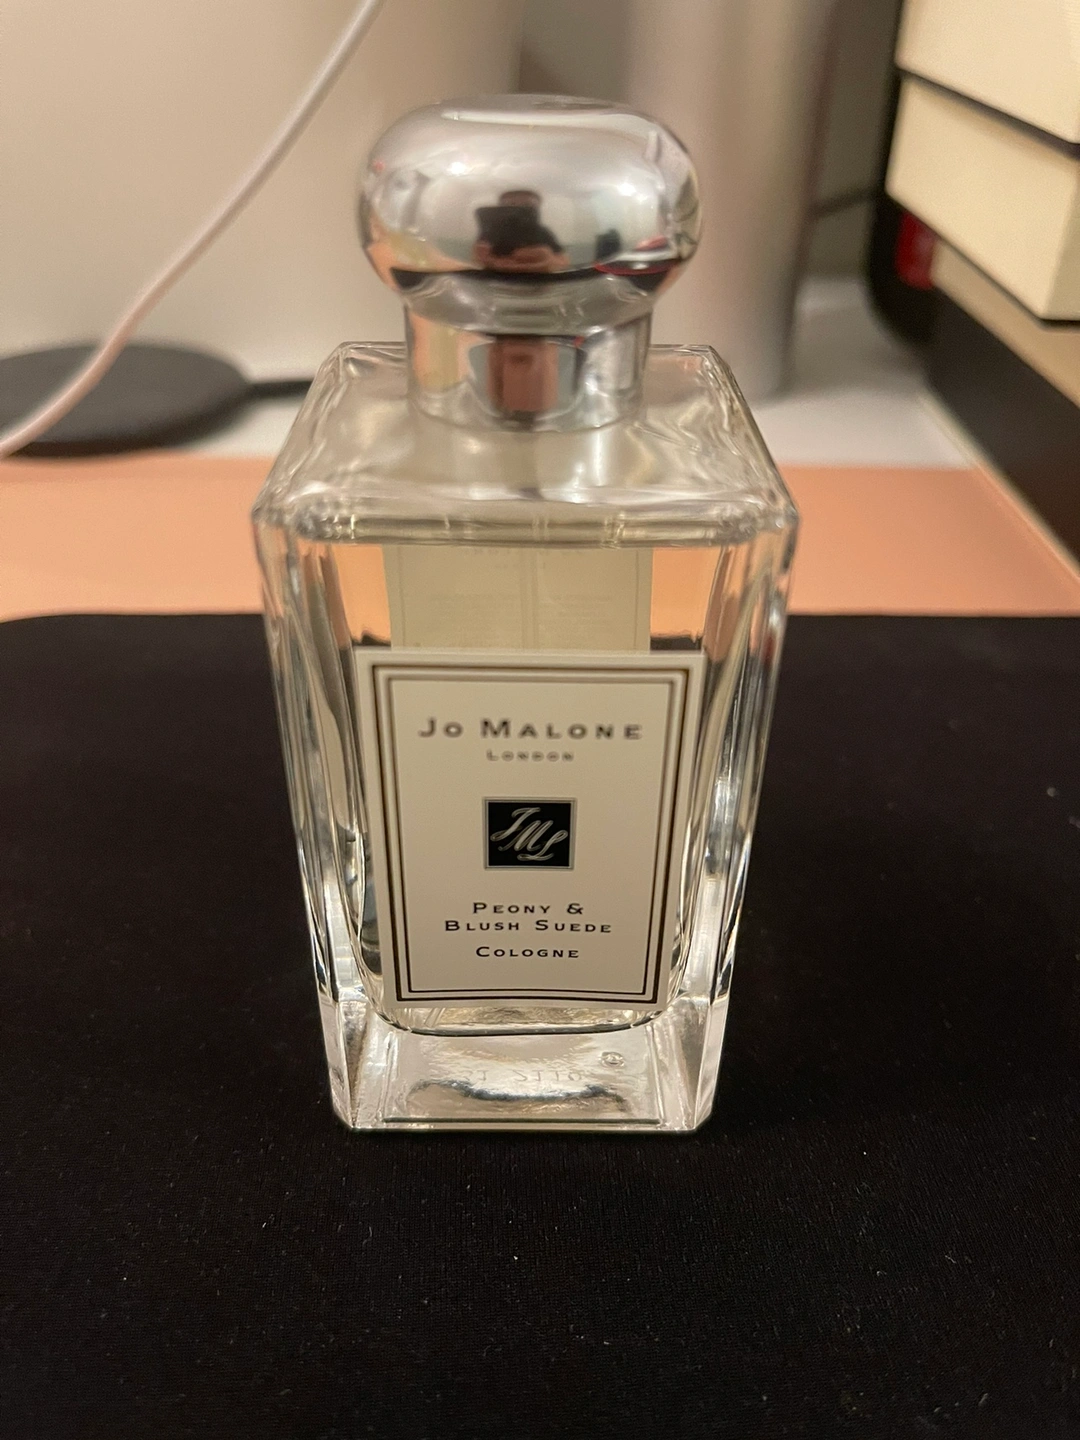 Jo Malone
London
JML
Peony &
Blush Suede
Cologne